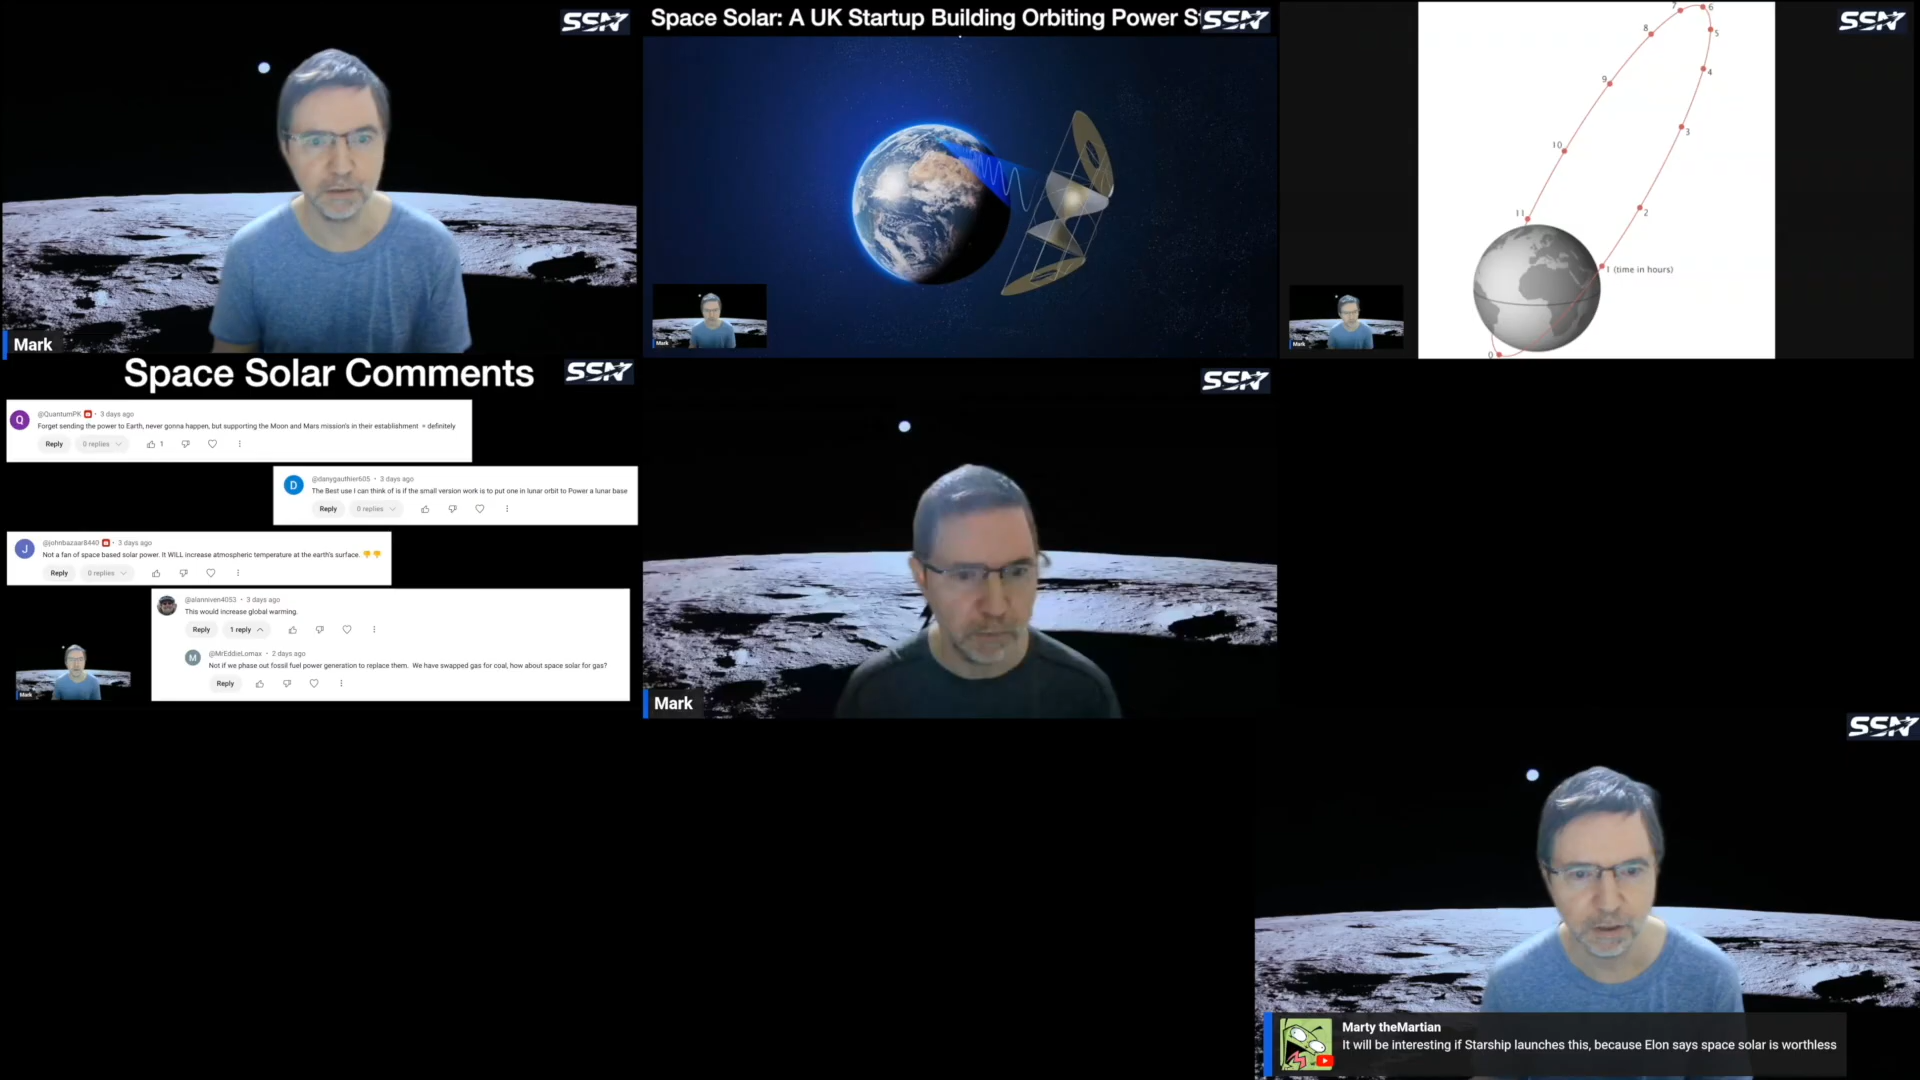 SSN
Mark
Space Solar: A UK Startup Building Orbiting Power S
SSN
Mark
SSN
7
6
8
5
9
4
3
10
11
2
1 (time in hours)
0
Mark
Space Solar Comments
SSN
Q
@QuantumPK • 3 days ago
Forget sending the power to Earth, never gonna happen, but supporting the Moon and Mars mission's in their establishment = definitely
Reply 0 replies 1
D
@danygauthier605 • 3 days ago
The Best use I can think of is if the small version work is to put one in lunar orbit to Power a lunar base
Reply 0 replies
J
@johnbazaar8440 • 3 days ago
Not a fan of space based solar power. It WILL increase atmospheric temperature at the earth's surface. 👎👎
Reply 0 replies
@alanniven4053 • 3 days ago
This would increase global warming.
Reply 1 reply
M
@MrEddieLomax • 2 days ago
Not if we phase out fossil fuel power generation to replace them. We have swapped gas for coal, how about space solar for gas?
Reply
Mark
SSN
Mark
SSN
Marty theMartian
It will be interesting if Starship launches this, because Elon says space solar is worthless